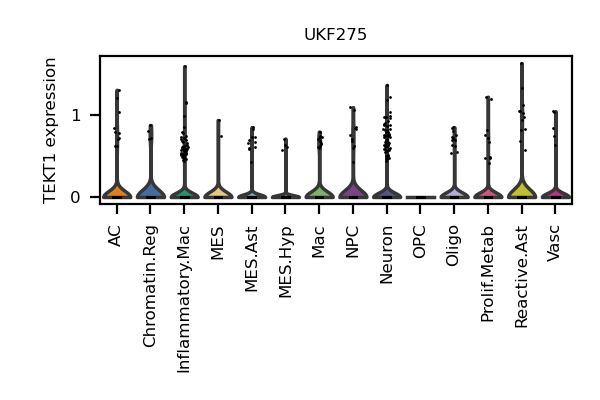 UKF275
TEKT1 expression
1
0
AC
Chromatin.Reg
Inflammatory.Mac
MES
MES.Ast
MES.Hyp
Mac
NPC
Neuron
OPC
Oligo
Prolif.Metab
Reactive.Ast
Vasc